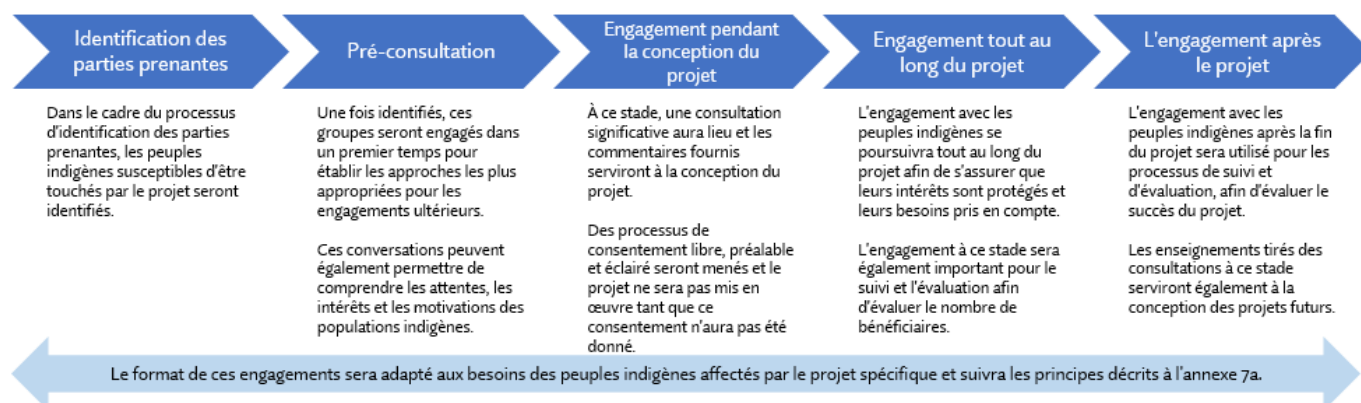 Identification des
parties prenantes
Pré-consultation
Engagement pendant
la conception du
projet
Engagement tout au
long du projet
L'engagement après
le projet
Dans le cadre du processus
d'identification des parties
prenantes, les peuples
indigènes susceptibles d'être
touchés par le projet seront
identifiés.
Une fois identifiés, ces
groupes seront engagés dans
un premier temps pour
établir les approches les plus
appropriées pour les
engagements ultérieurs.
Ces conversations peuvent
également permettre de
comprendre les attentes, les
intérêts et les motivations des
populations indigènes.
À ce stade, une consultation
significative aura lieu et les
commentaires fournis
serviront à la conception du
projet.
Des processus de
consentement libre, préalable
et éclairé seront menés et le
projet ne sera pas mis en
œuvre tant que ce
consentement n'aura pas été
donné.
L'engagement avec les
peuples indigènes se
poursuivra tout au long du
projet afin de s'assurer que
leurs intérêts sont protégés et
leurs besoins pris en compte.
L'engagement à ce stade sera
également important pour le
suivi et l'évaluation afin
d'évaluer le nombre de
bénéficiaires.
L'engagement avec les
peuples indigènes après la fin
du projet sera utilisé pour les
processus de suivi et
d'évaluation, afin d'évaluer le
succès du projet.
Les enseignements tirés des
consultations à ce stade
serviront également à la
conception des projets futurs.
Le format de ces engagements sera adapté aux besoins des peuples indigènes affectés par le projet spécifique et suivra les principes décrits à l'annexe 7a.